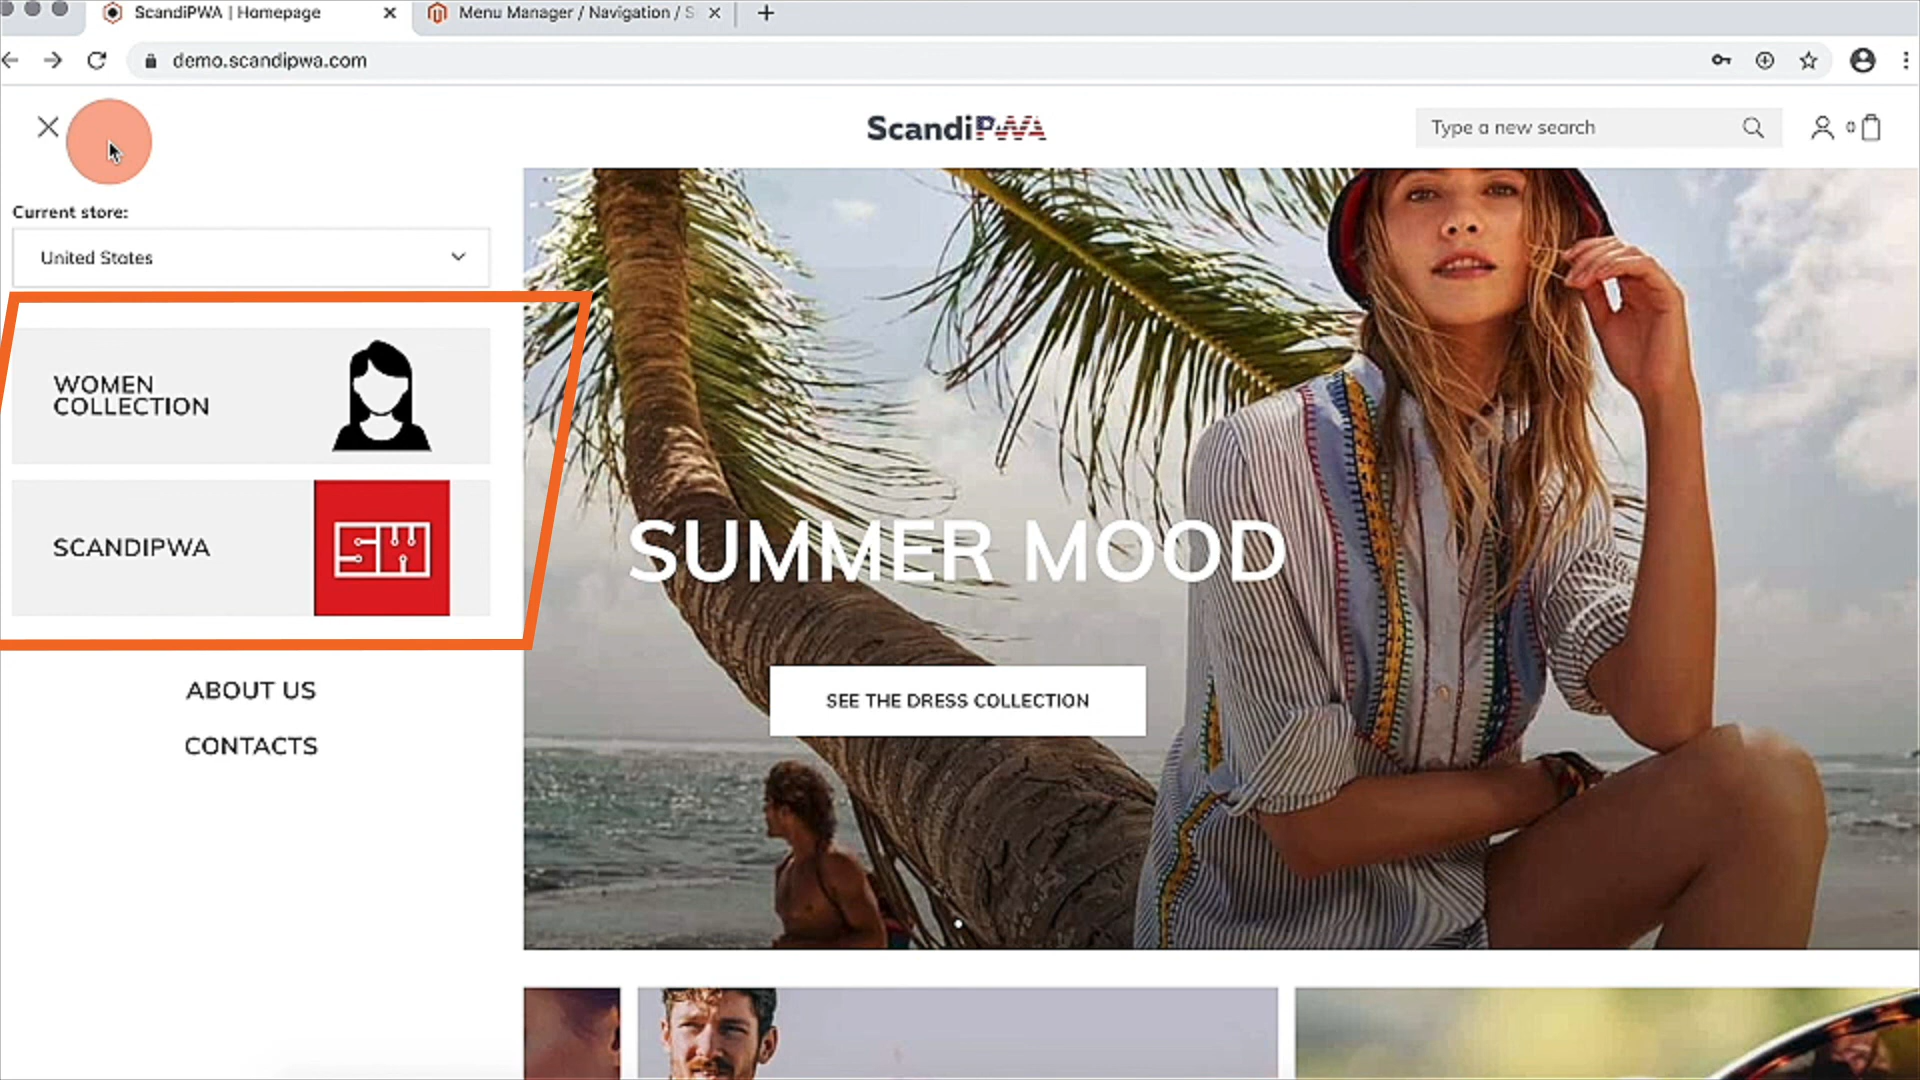 ScandiPWA | Homepage
Menu Manager / Navigation / S
demo.scandipwa.com
ScandiPWA
Type a new search
0
Current store:
United States
WOMEN
COLLECTION
SCANDIPWA
SW
ABOUT US
CONTACTS
SUMMER MOOD
SEE THE DRESS COLLECTION